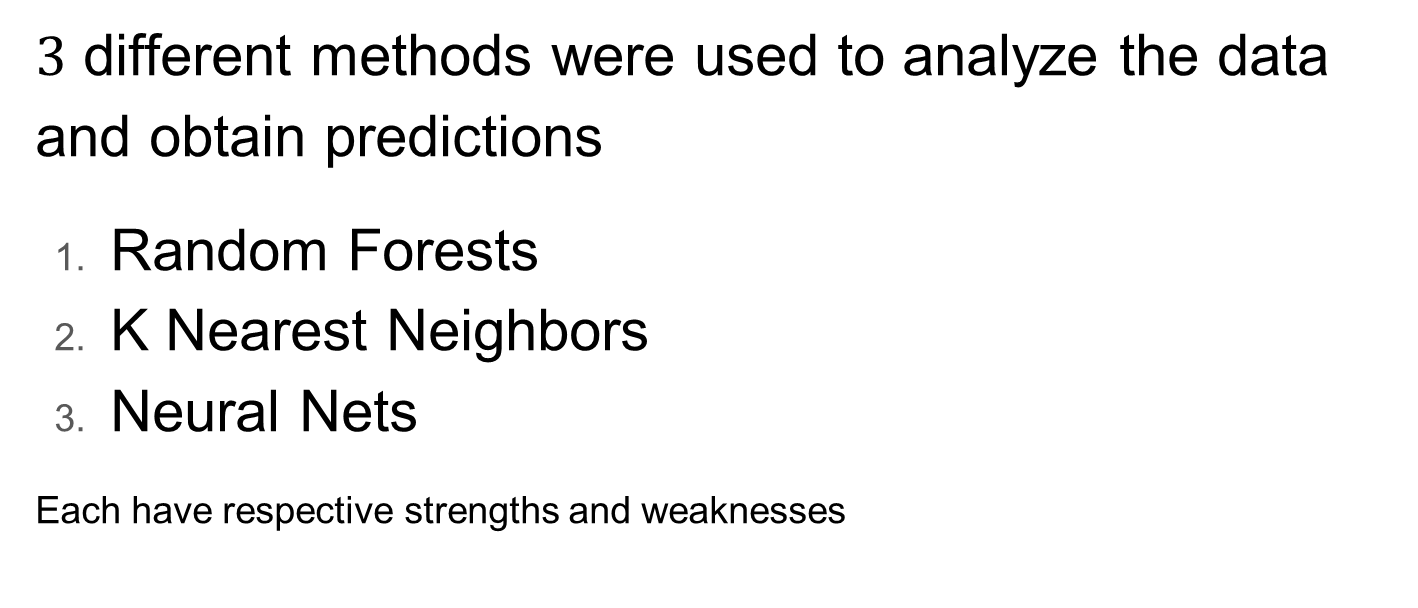 3 different methods were used to analyze the data
and obtain predictions
1. Random Forests
2. K Nearest Neighbors
3. Neural Nets
Each have respective strengths and weaknesses